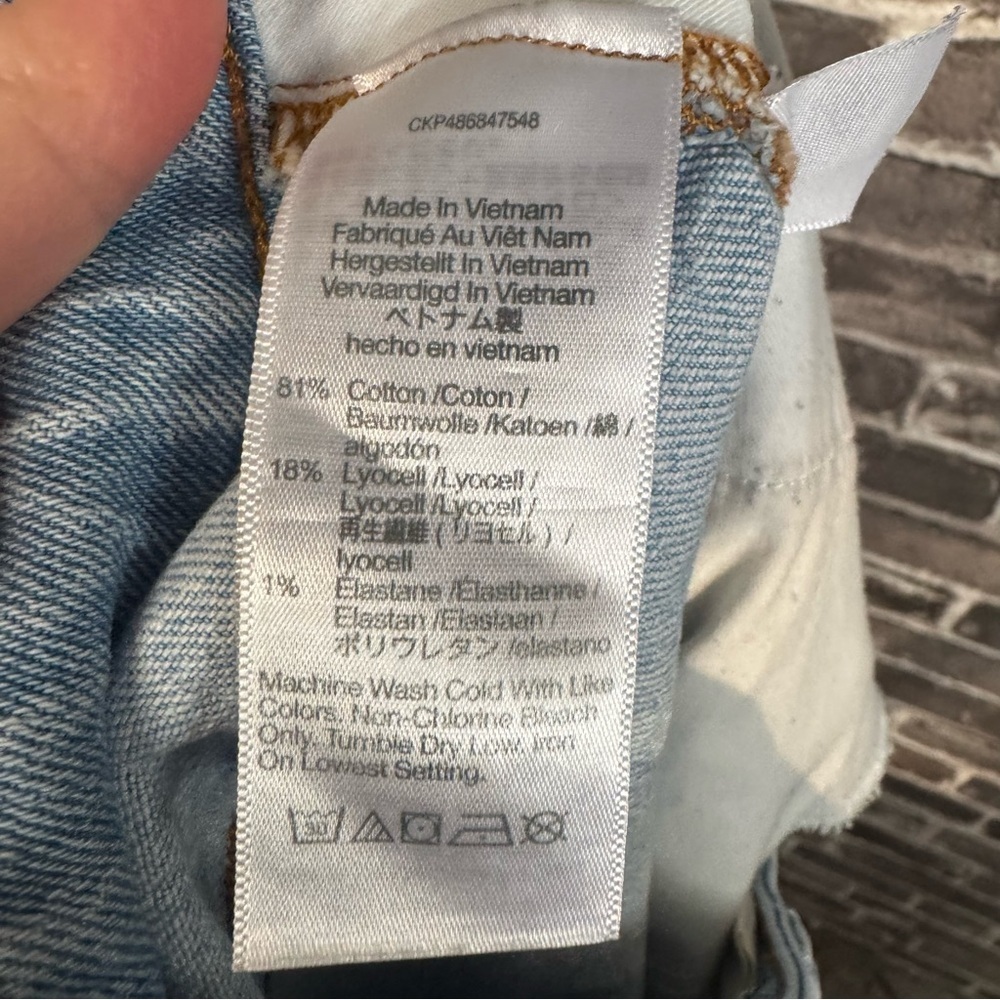 CKP486847548
Made In Vietnam
Fabriqué Au Viêt Nam
Hergestellt In Vietnam
Vervaardigd In Vietnam
ベトナム製
hecho en vietnam
81% Cotton /Coton /
Baumwolle /Katoen /綿 /
algodón
18% Lyocell /Lyocell /
Lyocell /Lyocell /
再生繊維 ( リヨセル ) /
lyocell
1% Elastane /Elasthanne /
Elastan /Elastaan /
ポリウレタン /elastano
Machine Wash Cold With Like
Colors. Non-Chlorine Bleach
Only. Tumble Dry Low. Iron
On Lowest Setting.
30